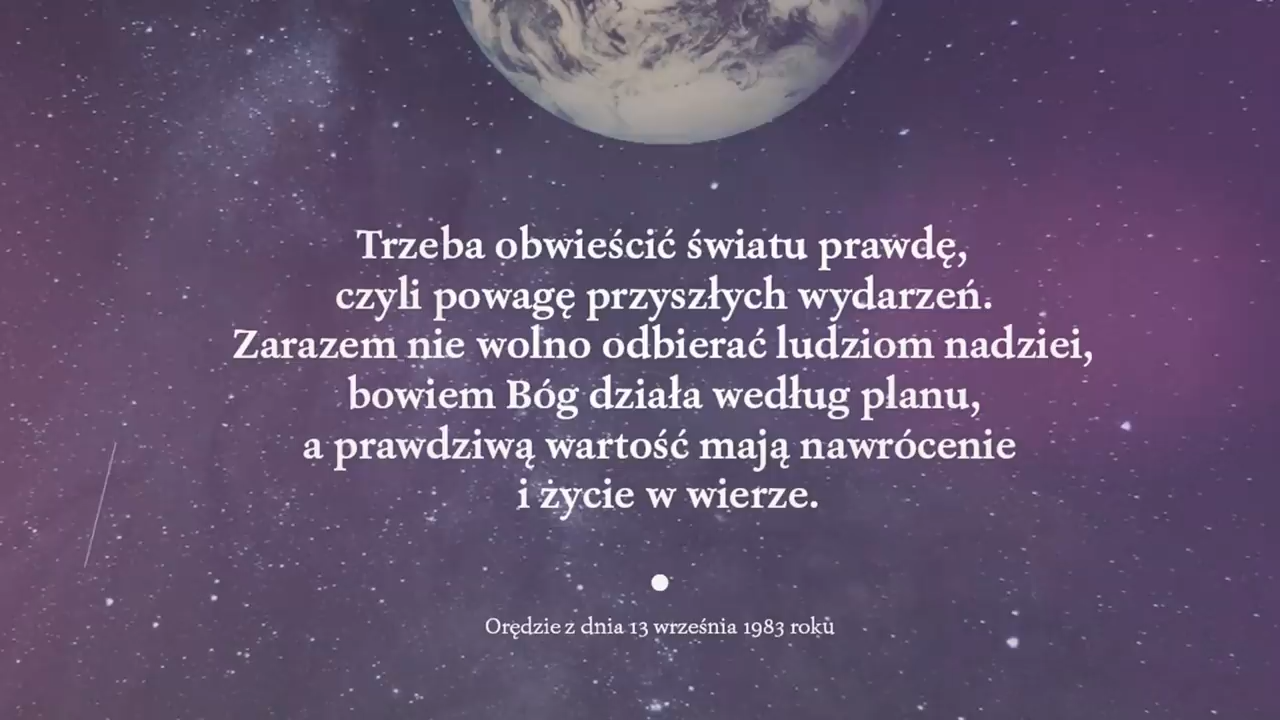 Trzeba obwieścić światu prawdę,
czyli powagę przyszłych wydarzeń.
Zarazem nie wolno odbierać ludziom nadziei,
bowiem Bóg działa według planu,
a prawdziwą wartość mają nawrócenie
i życie w wierze.
Orędzie z dnia 13 września 1983 roku